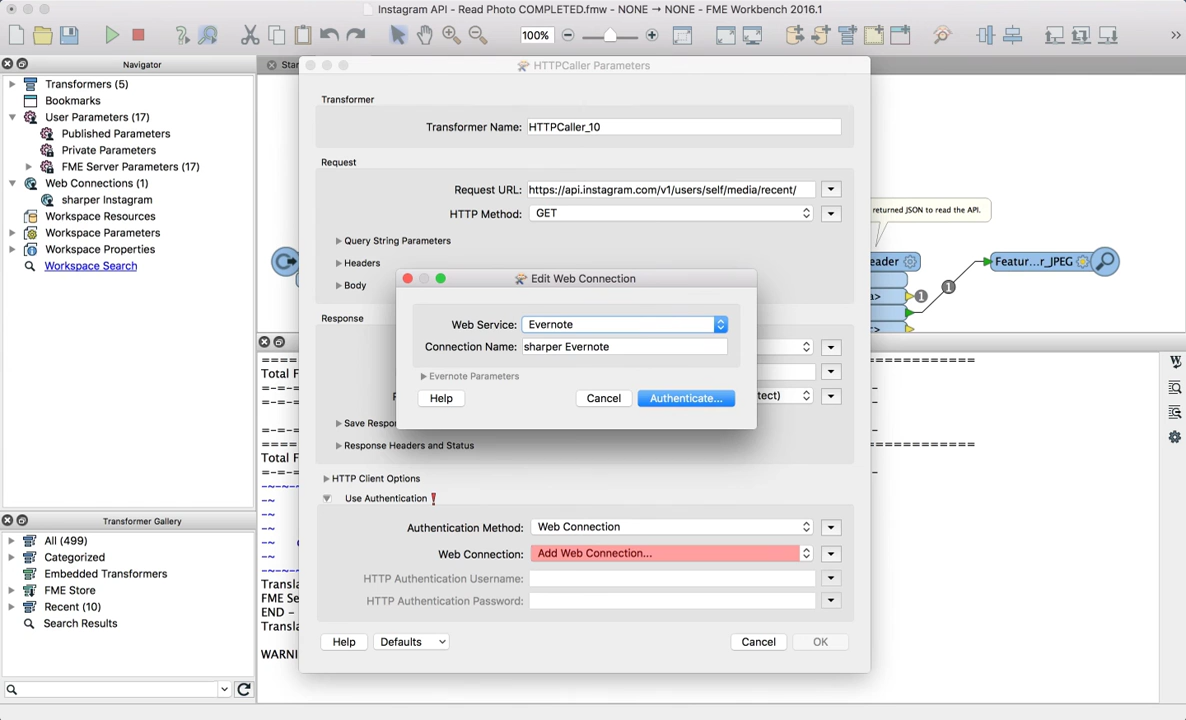 Instagram API - Read Photo COMPLETED.fmw - NONE → NONE - FME Workbench 2016.1
100%
Navigator
Transformers (5)
Bookmarks
User Parameters (17)
Published Parameters
Private Parameters
FME Server Parameters (17)
Web Connections (1)
sharper Instagram
Workspace Resources
Workspace Parameters
Workspace Properties
Workspace Search
Transformer Gallery
All (499)
Categorized
Embedded Transformers
FME Store
Recent (10)
Search Results
Star
HTTPCaller Parameters
Transformer
Transformer Name: HTTPCaller_10
Request
Request URL: https://api.instagram.com/v1/users/self/media/recent/
HTTP Method: GET
Query String Parameters
Headers
Body
Response
tect)
Save Respo
Response Headers and Status
HTTP Client Options
Use Authentication !
Authentication Method: Web Connection
Web Connection: Add Web Connection...
HTTP Authentication Username:
HTTP Authentication Password:
Help Defaults Cancel OK
Edit Web Connection
Web Service: Evernote
Connection Name: sharper Evernote
Evernote Parameters
Help Cancel Authenticate...
returned JSON to read the API.
eader
Featur...r_JPEG
a>
1
1
r>
====
Total F
=-=-=
=-=-=
====
Total F
=-=-=
~~
~~
~~
~~
Transla
FME Se
END -
Transla
WARNI